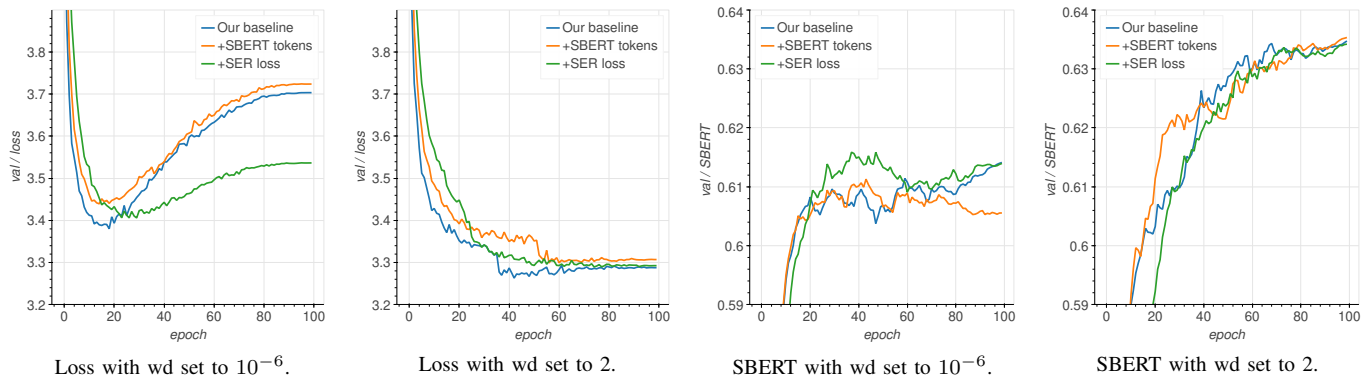 3.8
3.7
3.6
3.5
3.4
3.3
3.2
val / loss
0 20 40 60 80 100
epoch
Our baseline
+SBERT tokens
+SER loss
Loss with wd set to 10⁻⁶.
3.8
3.7
3.6
3.5
3.4
3.3
3.2
val / loss
0 20 40 60 80 100
epoch
Our baseline
+SBERT tokens
+SER loss
Loss with wd set to 2.
0.64
0.63
0.62
0.61
0.6
0.59
val / SBERT
0 20 40 60 80 100
epoch
Our baseline
+SBERT tokens
+SER loss
SBERT with wd set to 10⁻⁶.
0.64
0.63
0.62
0.61
0.6
0.59
val / SBERT
0 20 40 60 80 100
epoch
Our baseline
+SBERT tokens
+SER loss
SBERT with wd set to 2.